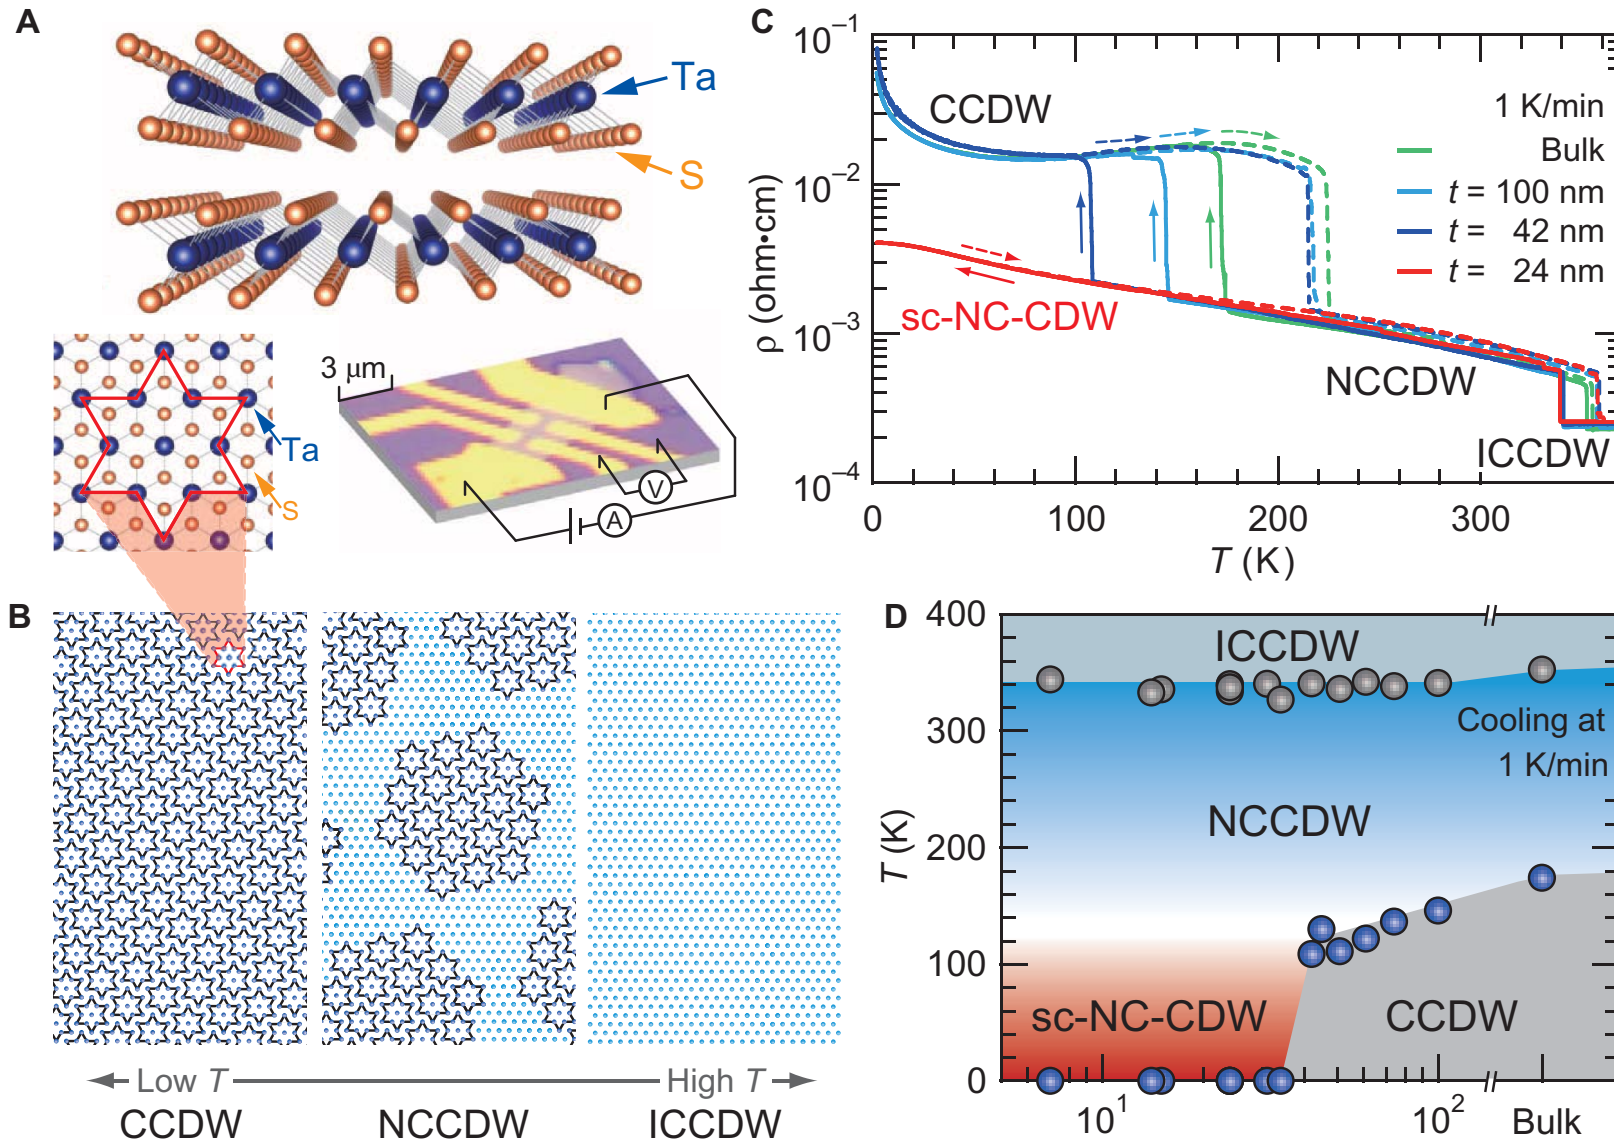 A
Ta
S
Ta
S
3 μm
V
A
B
Low T
High T
CCDW
NCCDW
ICCDW
C
10⁻¹
10⁻²
10⁻³
10⁻⁴
ρ (ohm·cm)
CCDW
1 K/min
Bulk
t = 100 nm
t = 42 nm
t = 24 nm
sc-NC-CDW
NCCDW
ICCDW
0
100
200
300
T (K)
D
400
300
200
100
0
T (K)
ICCDW
Cooling at
1 K/min
NCCDW
sc-NC-CDW
CCDW
10¹
10²
Bulk